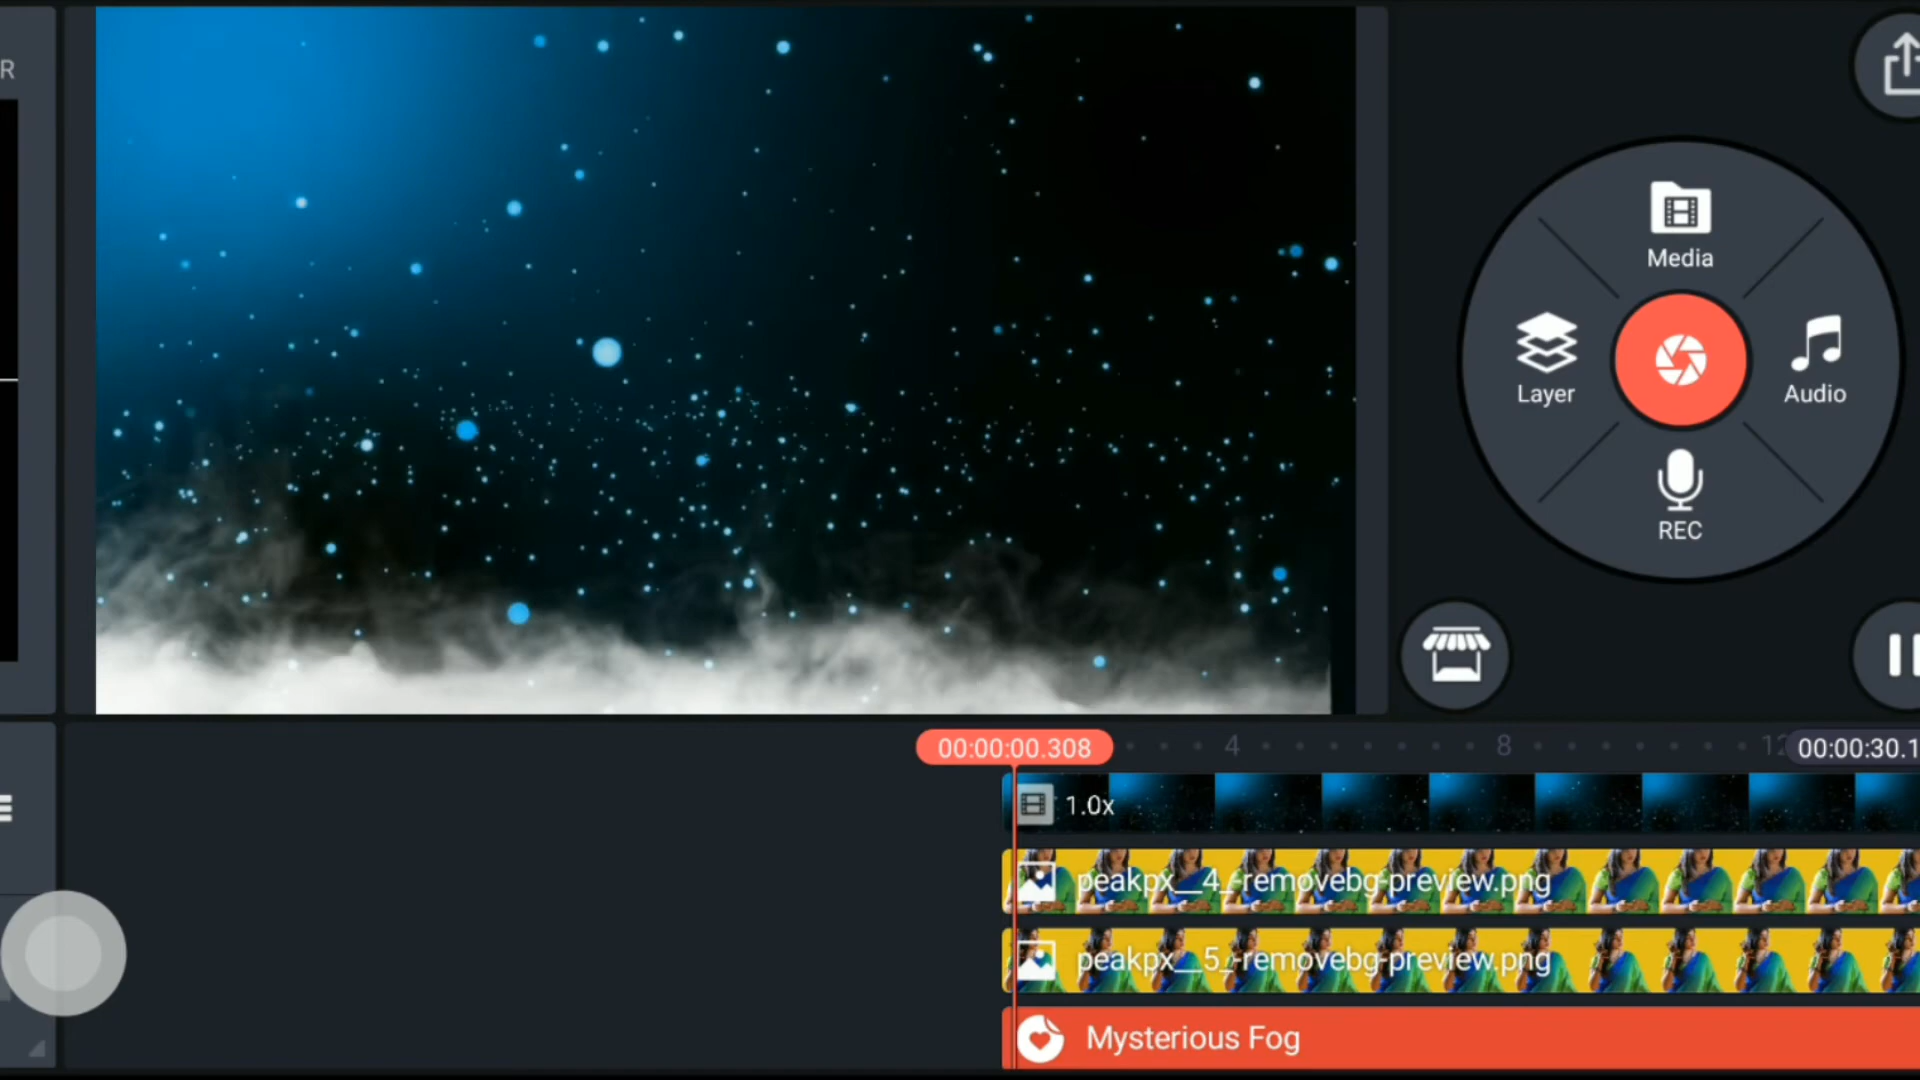 R
Media
Layer
Audio
REC
00:00:00.308
4
8
12
00:00:30.1
1.0x
peakpx__4_-removebg-preview.png
peakpx__5_-removebg-preview.png
Mysterious Fog